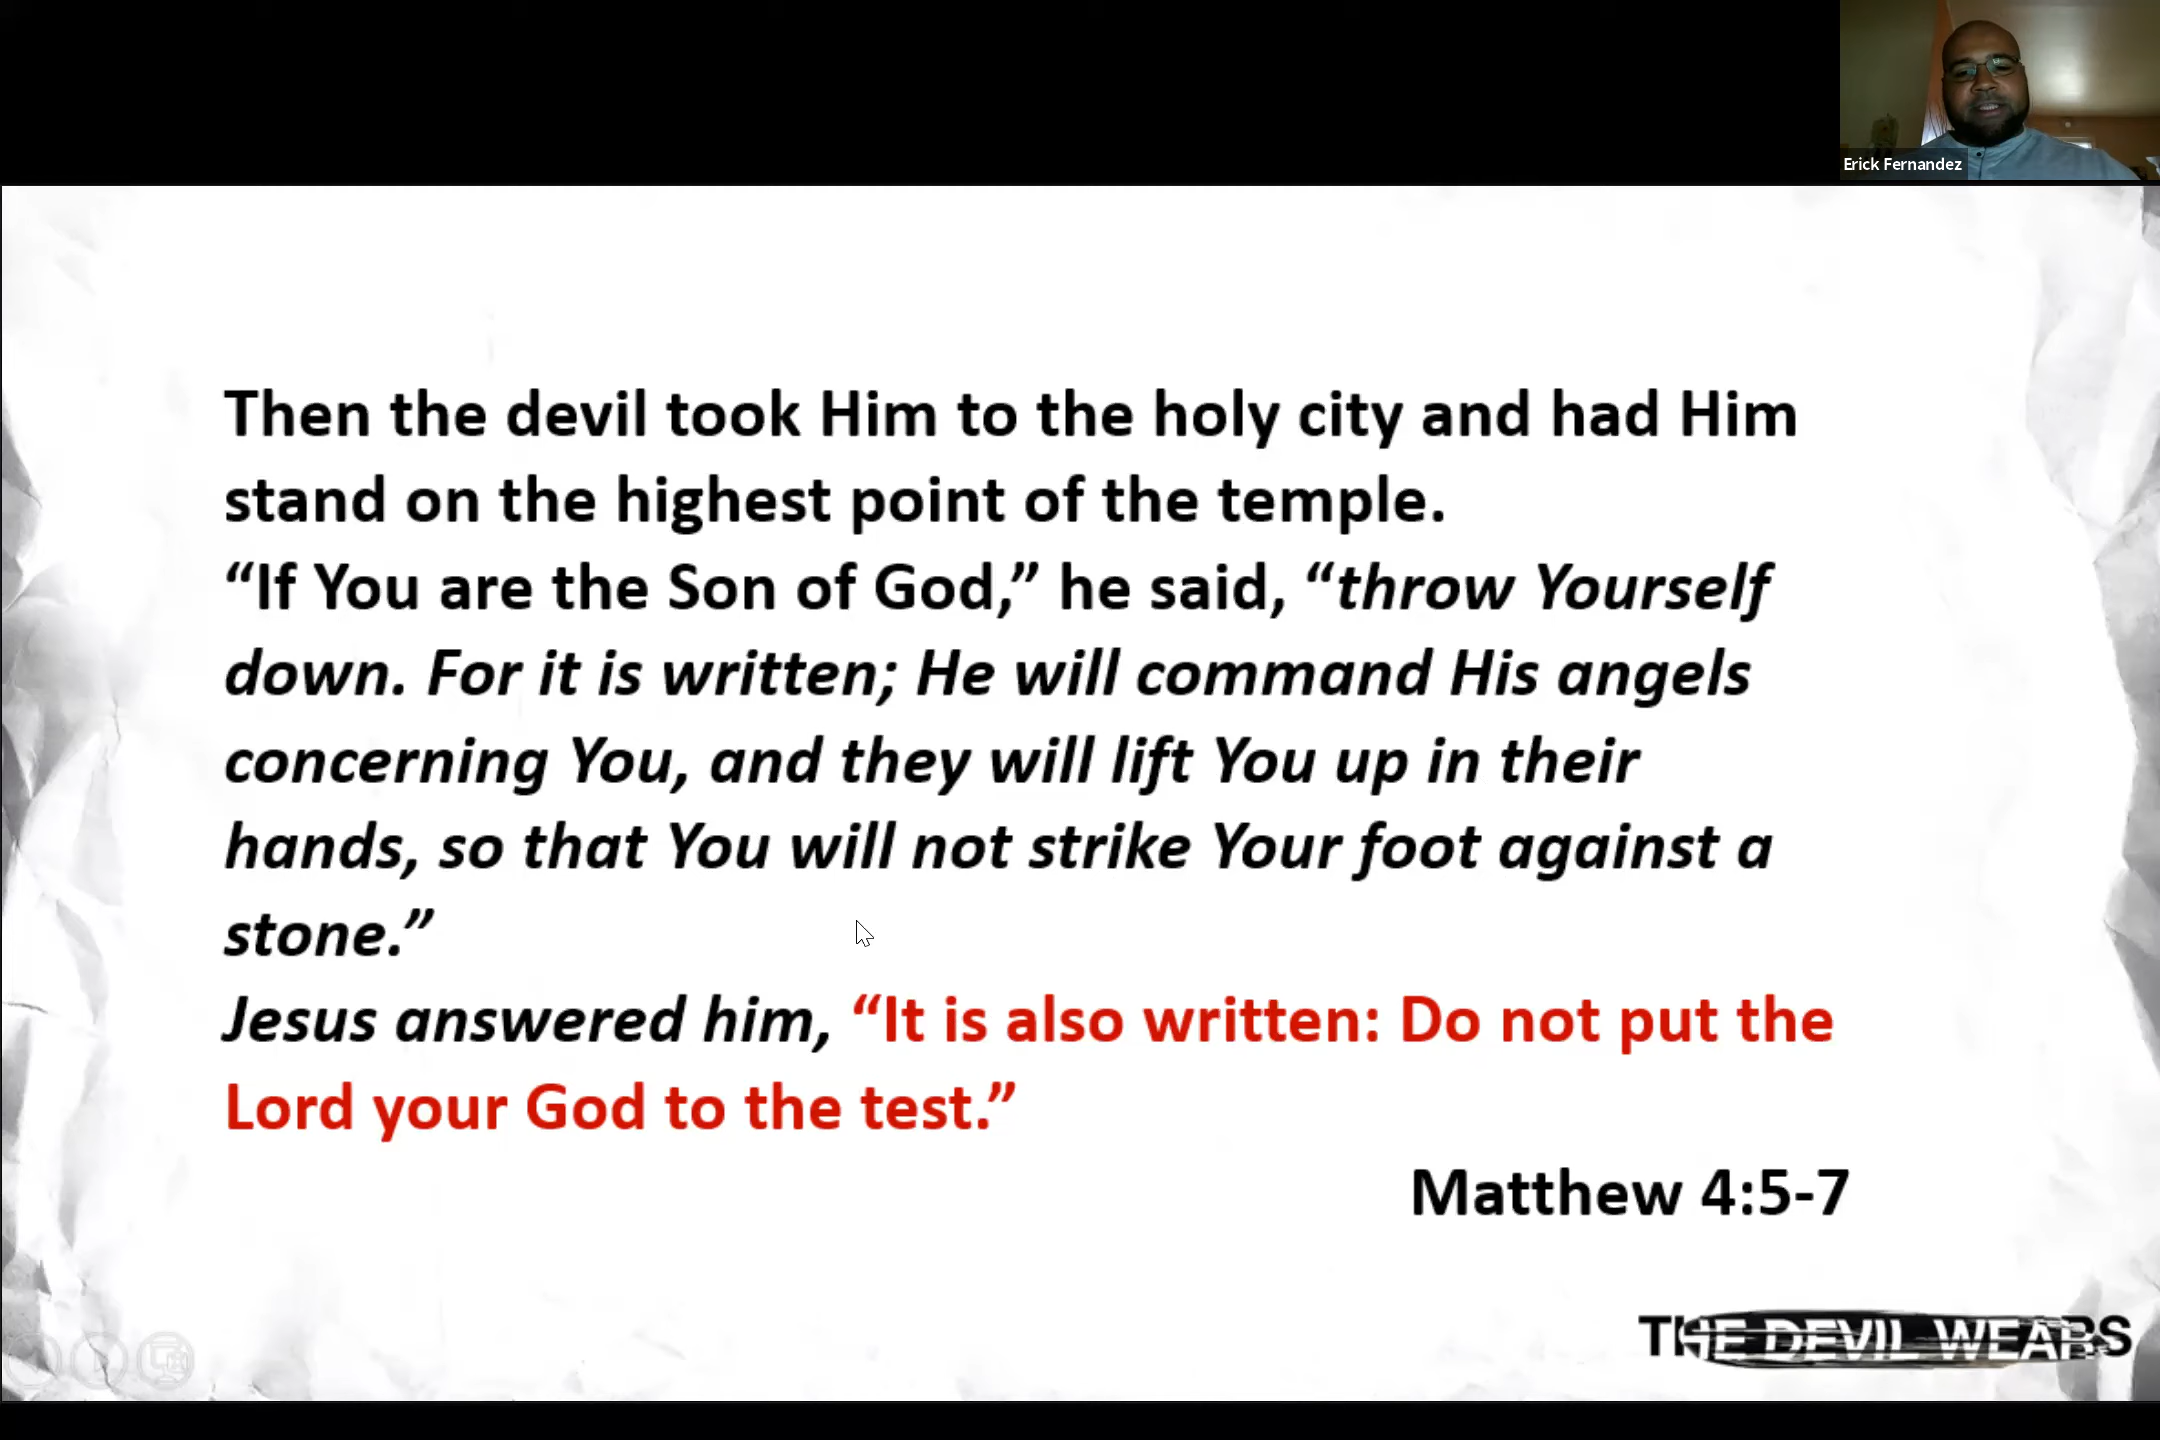 Erick Fernandez
Then the devil took Him to the holy city and had Him
stand on the highest point of the temple.
“If You are the Son of God,” he said, “throw Yourself
down. For it is written; He will command His angels
concerning You, and they will lift You up in their
hands, so that You will not strike Your foot against a
stone.”
Jesus answered him, “It is also written: Do not put the
Lord your God to the test.”
Matthew 4:5-7
THE DEVIL WEARS